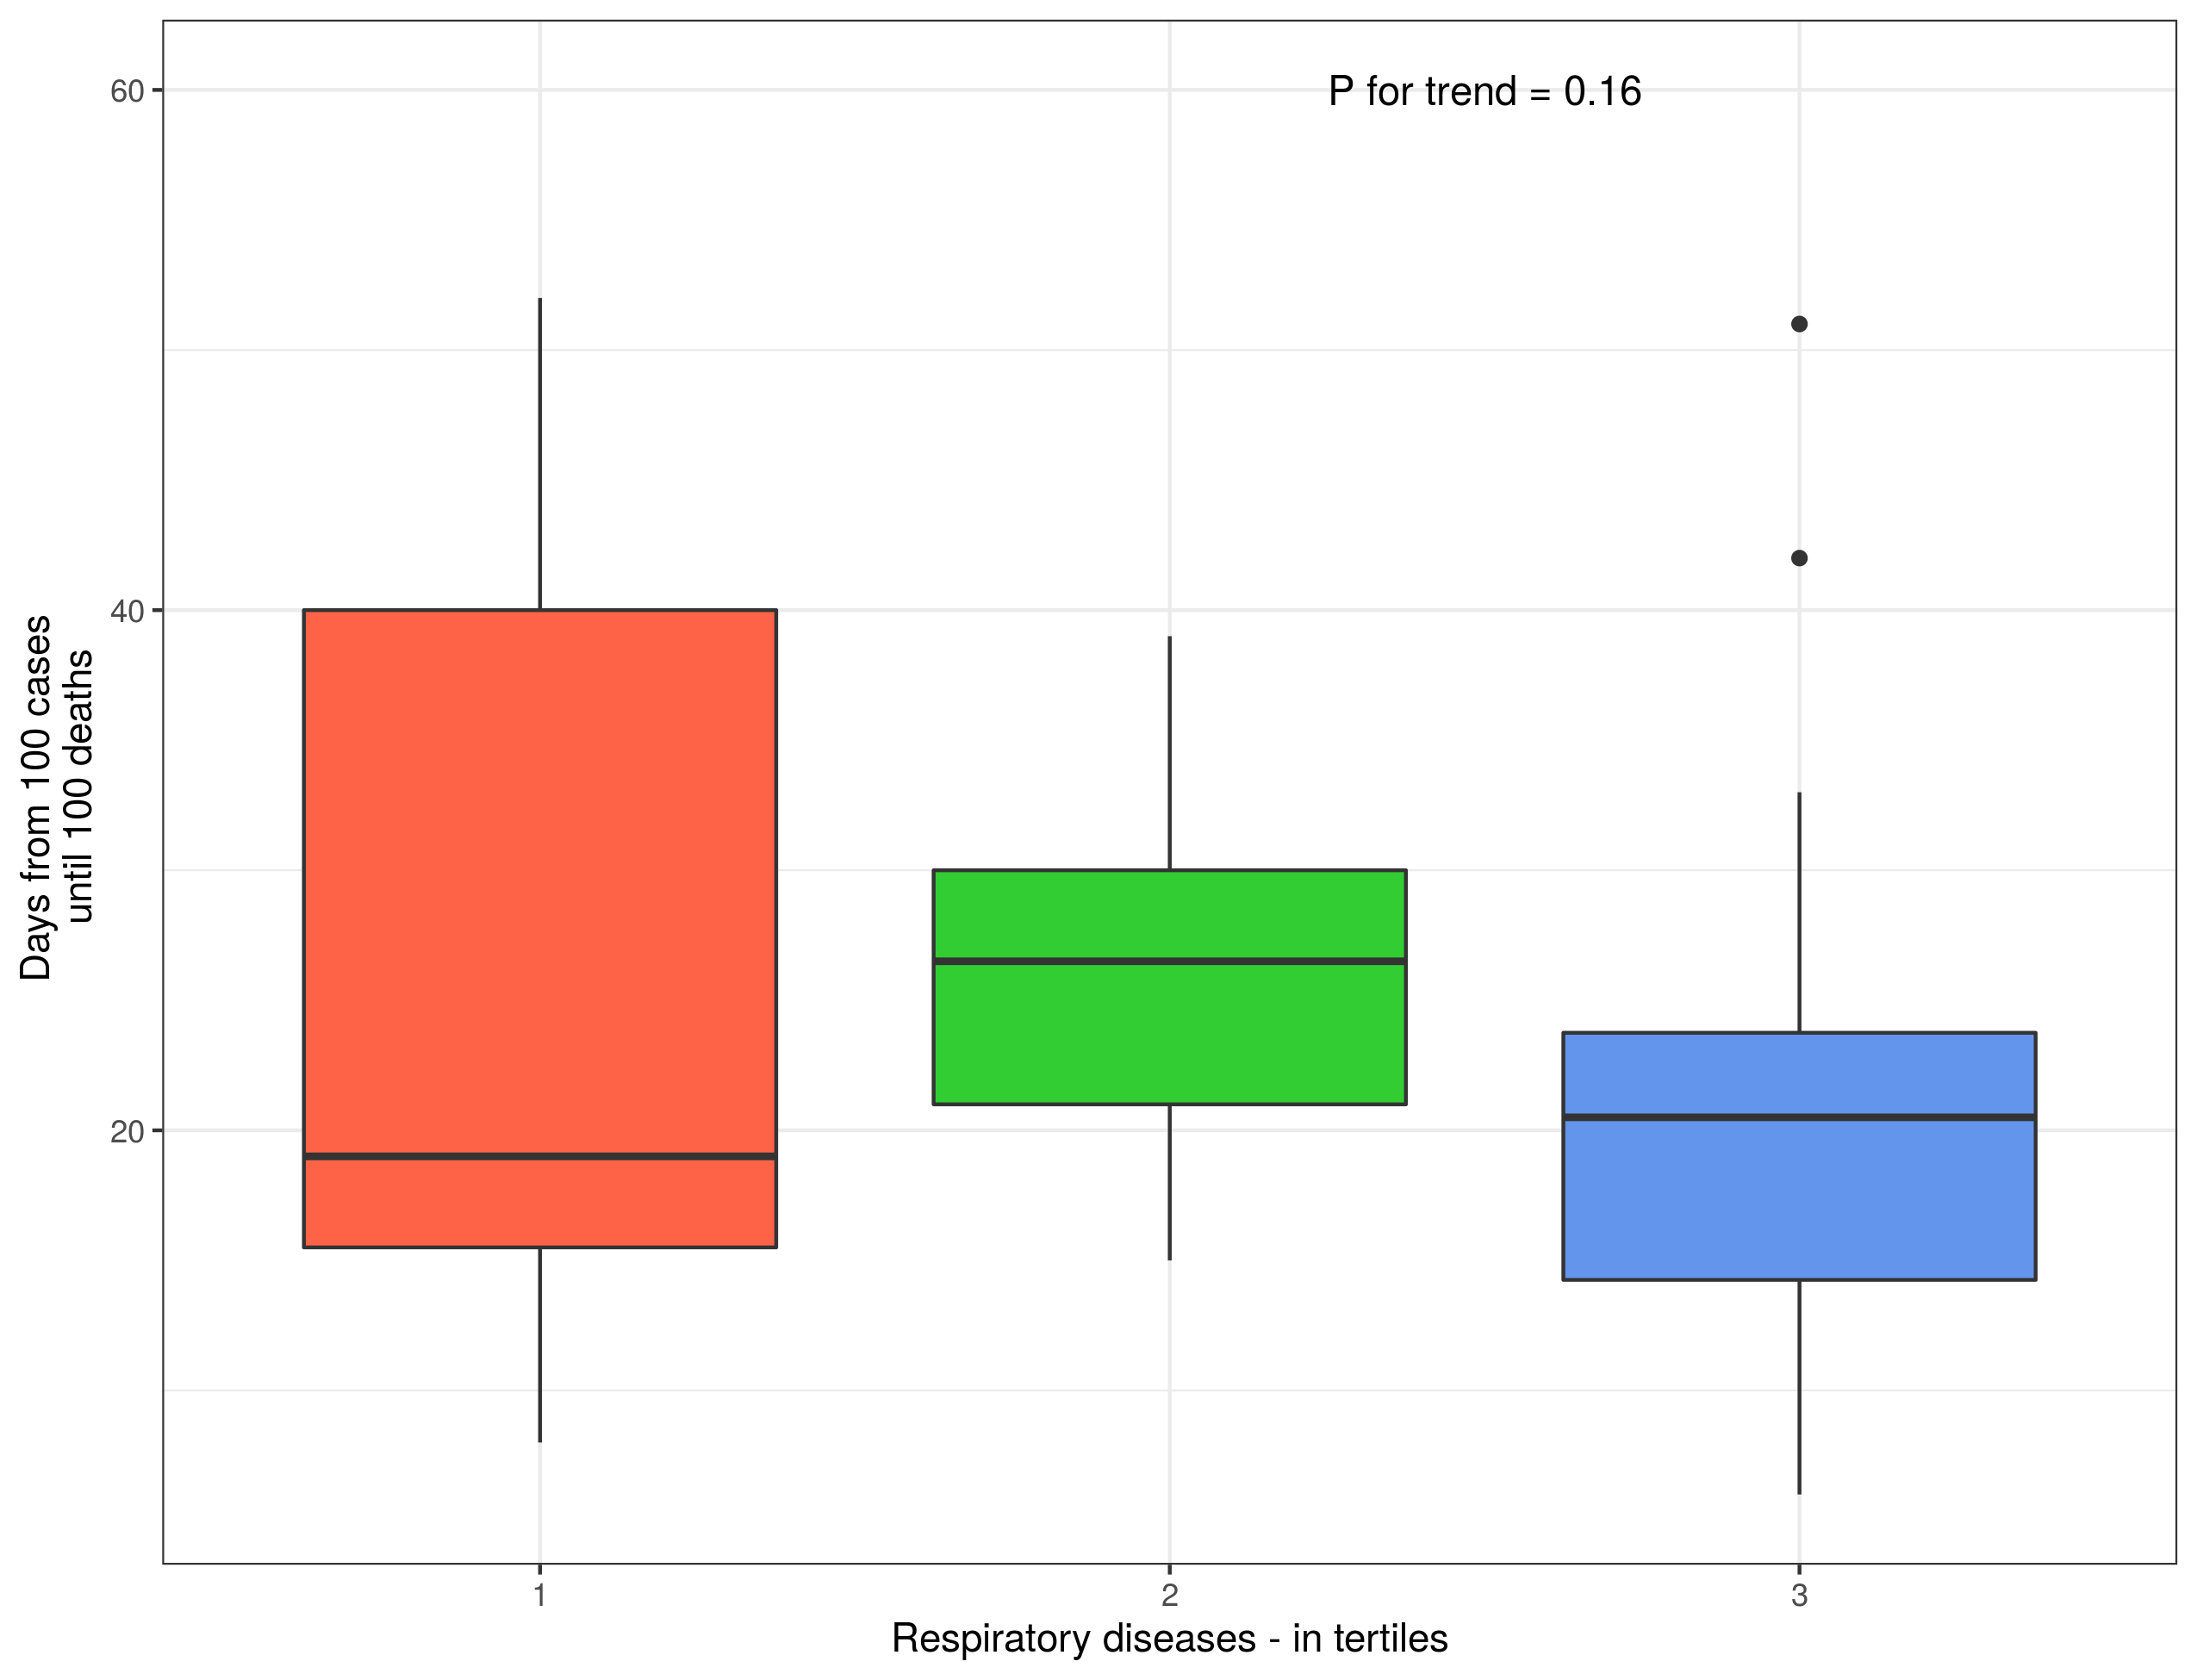 P for trend = 0.16
60
40
20
Days from 100 cases
until 100 deaths
1
2
3
Respiratory diseases - in tertiles